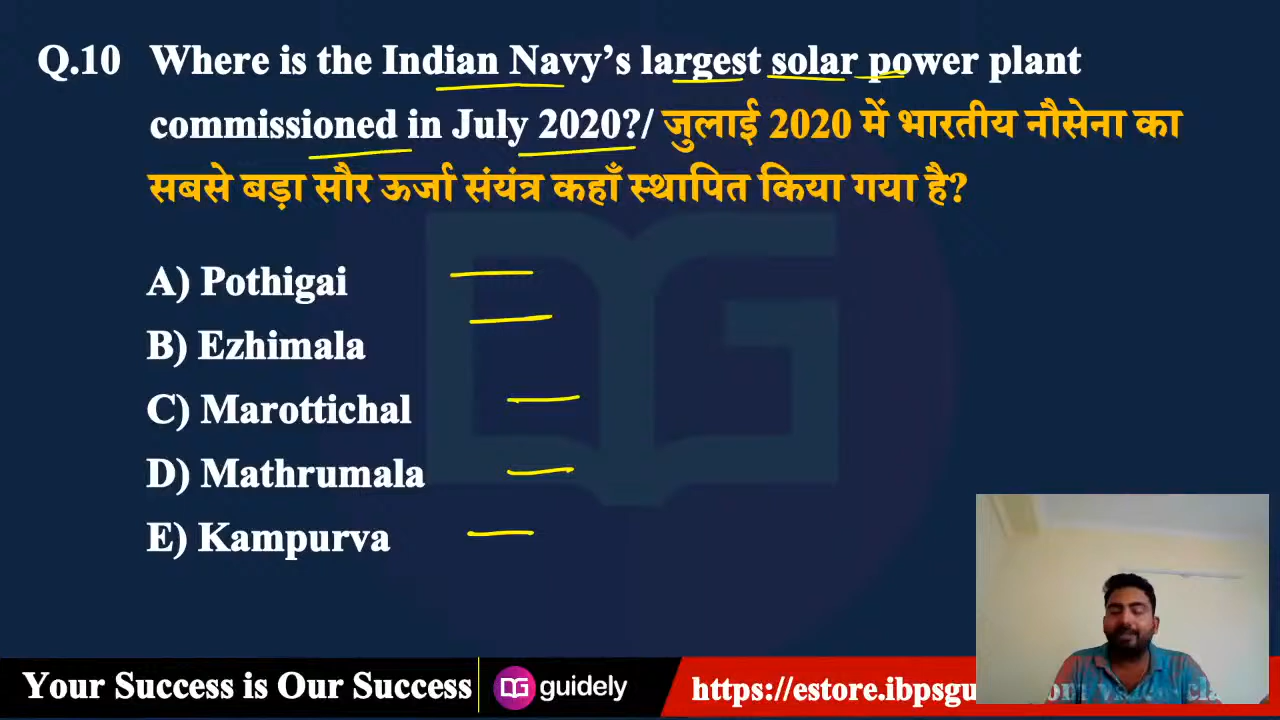 Q.10 Where is the Indian Navy’s largest solar power plant
commissioned in July 2020?/ जुलाई 2020 में भारतीय नौसेना का
सबसे बड़ा सौर ऊर्जा संयंत्र कहाँ स्थापित किया गया है?
A) Pothigai
B) Ezhimala
C) Marottichal
D) Mathrumala
E) Kampurva
Your Success is Our Success
guidely
https://estore.ibpsgu